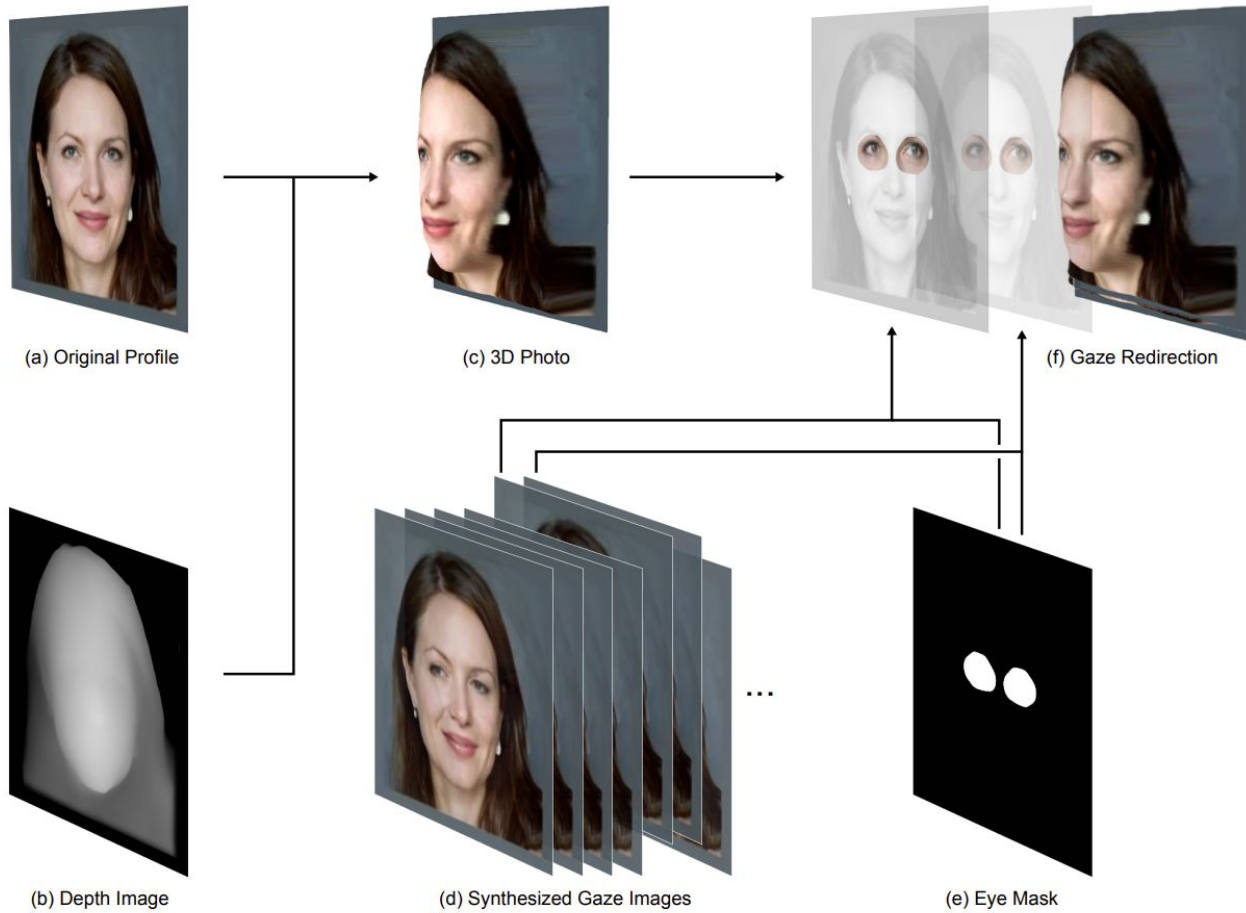 (a) Original Profile
(c) 3D Photo
(f) Gaze Redirection
...
(b) Depth Image
(d) Synthesized Gaze Images
(e) Eye Mask